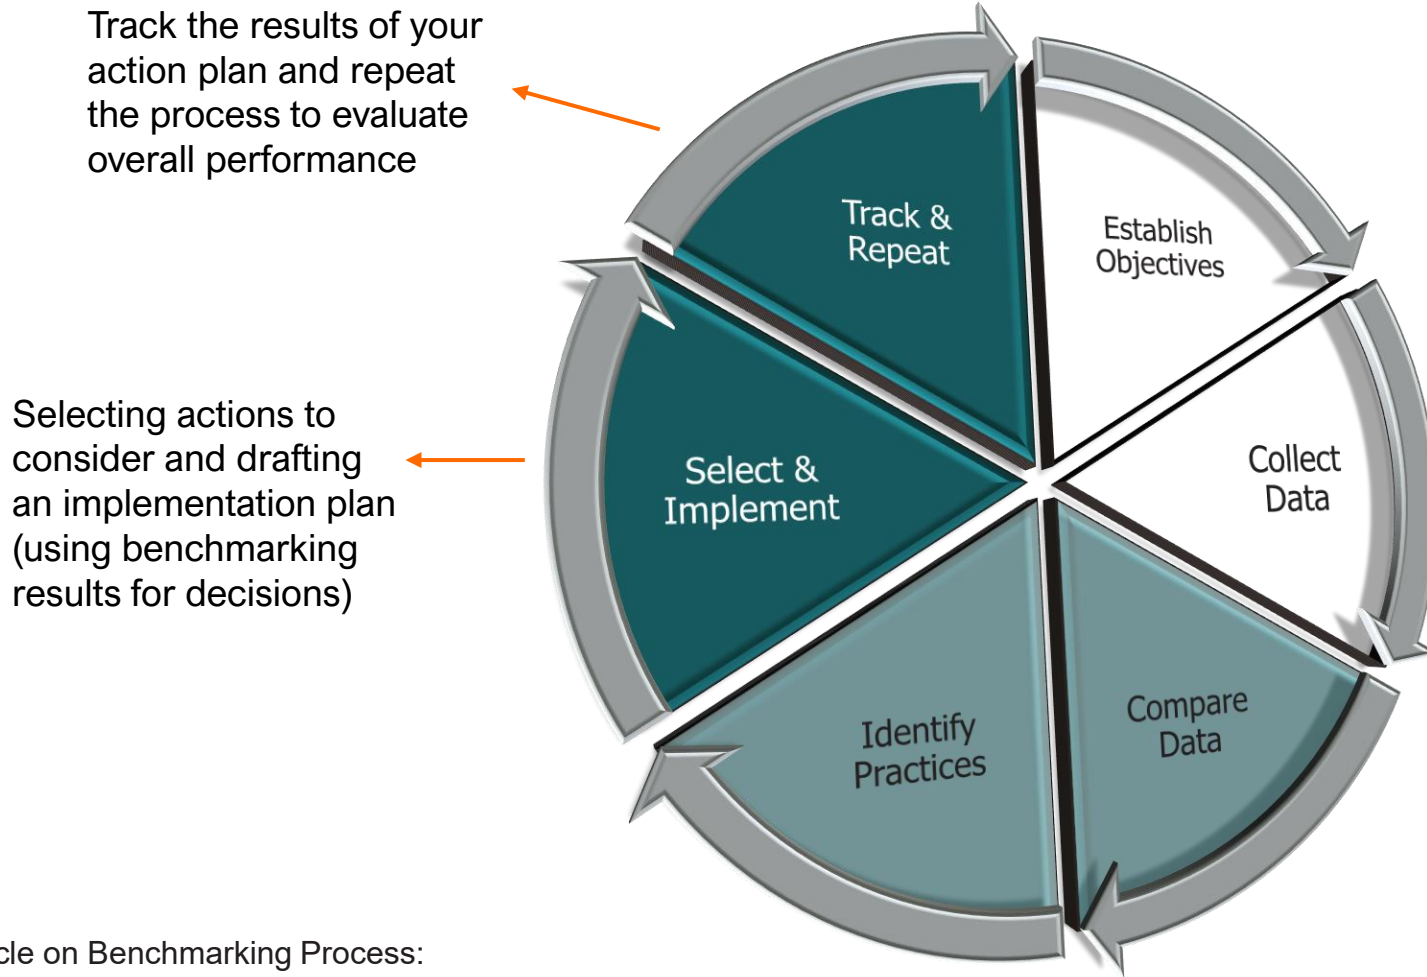 Track the results of your
action plan and repeat
the process to evaluate
overall performance
Track &
Repeat
Establish
Objectives
Selecting actions to
consider and drafting
an implementation plan
(using benchmarking
results for decisions)
Select &
Implement
Collect
Data
Identify
Practices
Compare
Data
cle on Benchmarking Process: